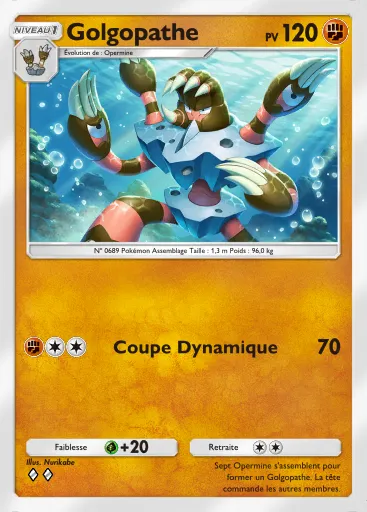 NIVEAU 1
Golgopathe
PV 120
Évolution de : Opermine
N° 0689 Pokémon Assemblage Taille : 1,3 m Poids : 96,0 kg
Coupe Dynamique 70
Faiblesse +20 Retraite
Illus. Nurikabe
Sept Opermine s'assemblent pour
former un Golgopathe. La tête
commande les autres membres.